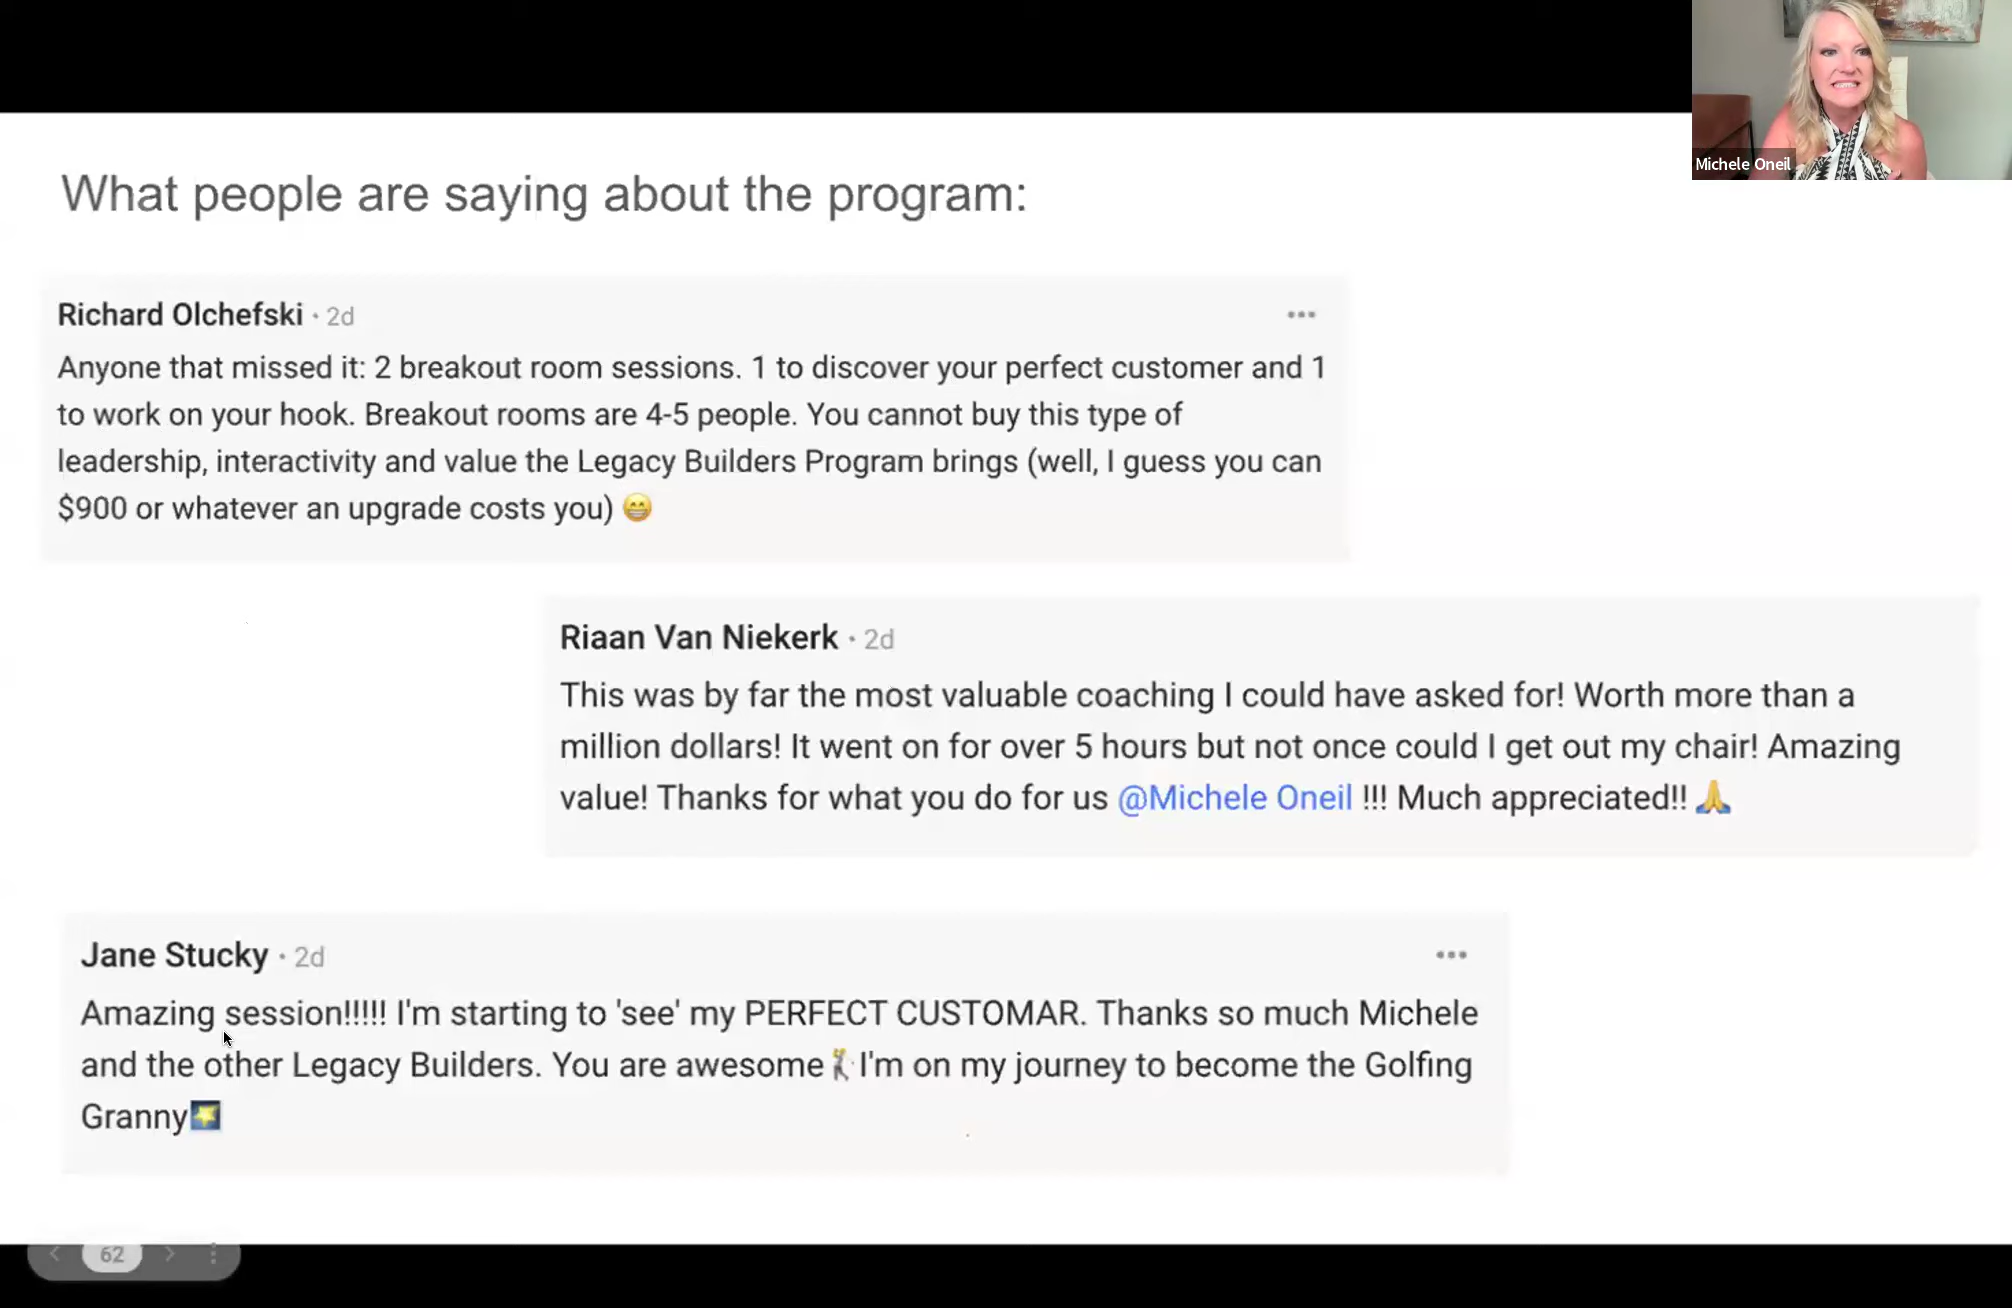 Michele Oneil
What people are saying about the program:
Richard Olchefski · 2d
Anyone that missed it: 2 breakout room sessions. 1 to discover your perfect customer and 1
to work on your hook. Breakout rooms are 4-5 people. You cannot buy this type of
leadership, interactivity and value the Legacy Builders Program brings (well, I guess you can
$900 or whatever an upgrade costs you) 😁
Riaan Van Niekerk · 2d
This was by far the most valuable coaching I could have asked for! Worth more than a
million dollars! It went on for over 5 hours but not once could I get out my chair! Amazing
value! Thanks for what you do for us @Michele Oneil !!! Much appreciated!! 🙏
Jane Stucky · 2d
Amazing session!!!!! I'm starting to 'see' my PERFECT CUSTOMAR. Thanks so much Michele
and the other Legacy Builders. You are awesome I'm on my journey to become the Golfing
Granny
62